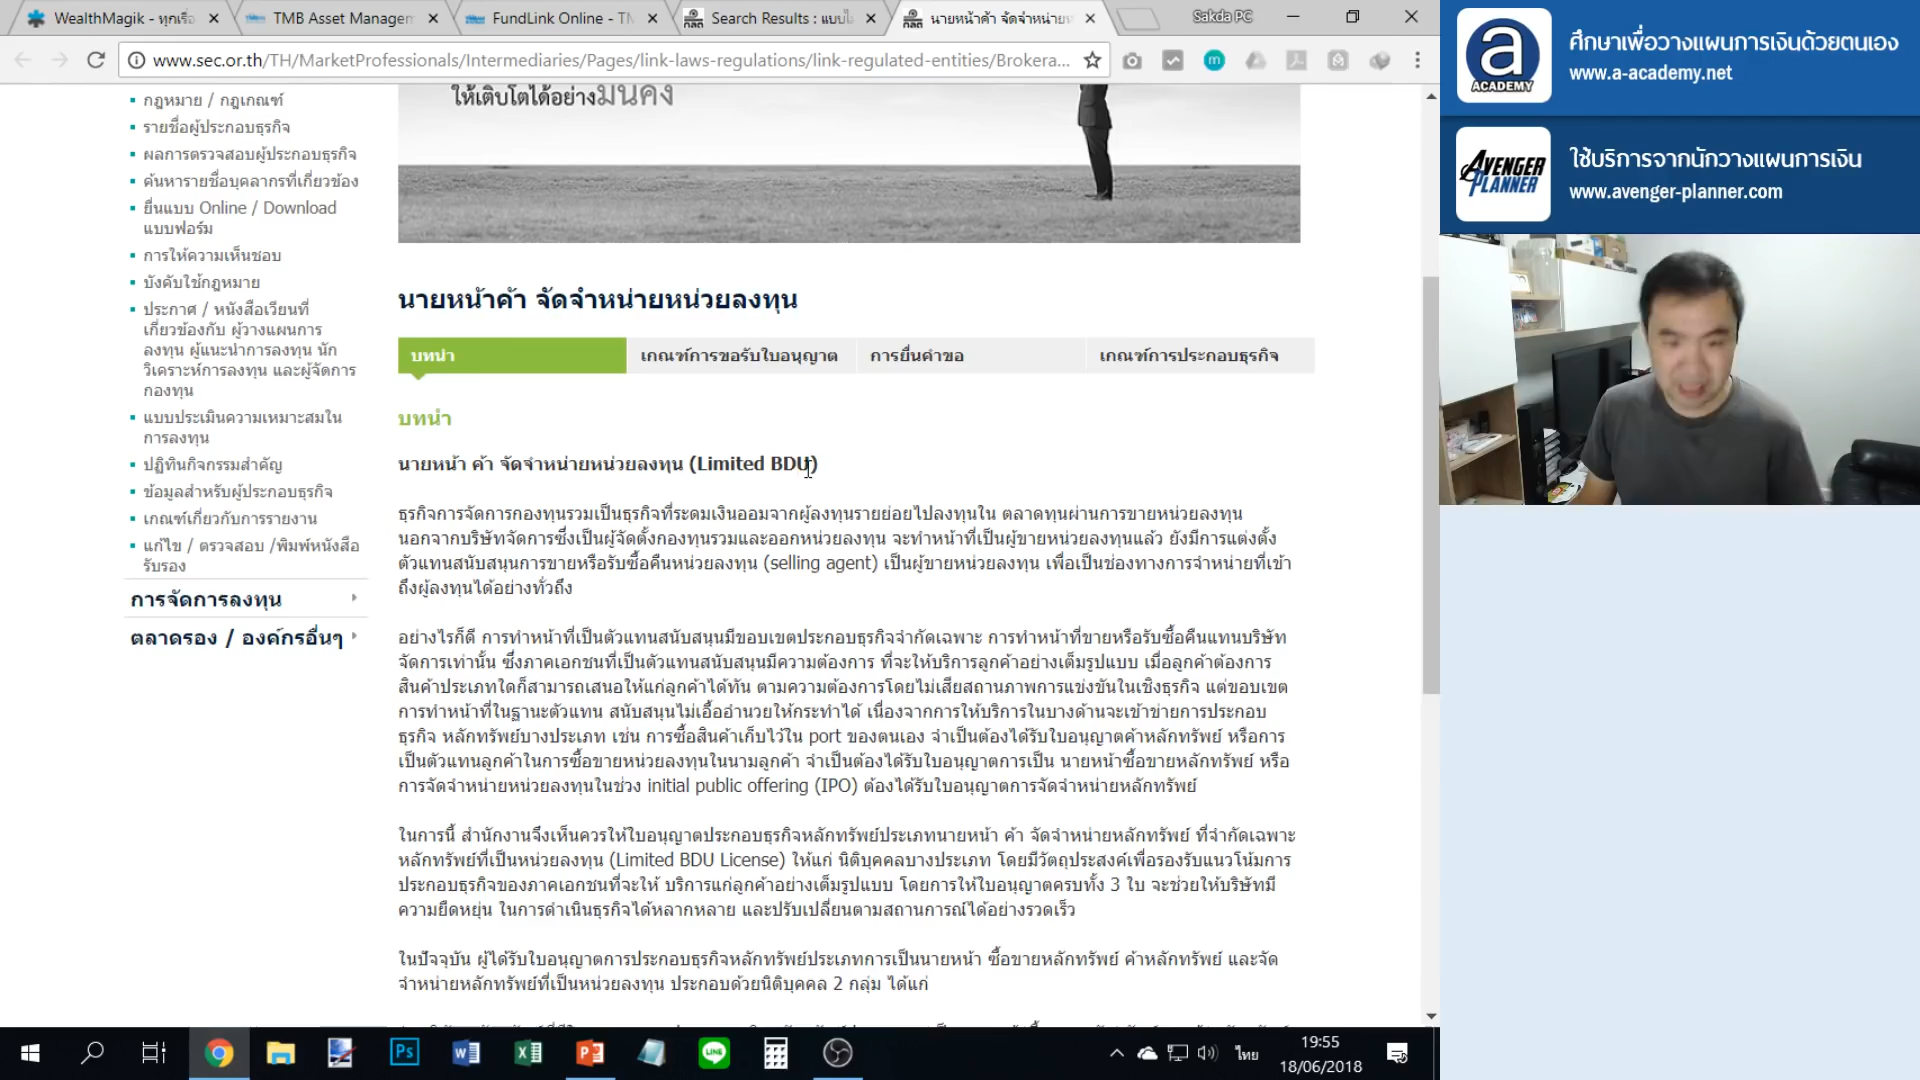 WealthMagik - ทุกเรื่อ
TMB Asset Managem
FundLink Online - TM
Search Results : แบบไ
นายหน้าค้า จัดจำหน่ายห
Sakda PC
www.sec.or.th/TH/MarketProfessionals/Intermediaries/Pages/link-laws-regulations/link-regulated-entities/Brokera...
กฎหมาย / กฎเกณฑ์
รายชื่อผู้ประกอบธุรกิจ
ผลการตรวจสอบผู้ประกอบธุรกิจ
ค้นหารายชื่อบุคลากรที่เกี่ยวข้อง
ยื่นแบบ Online / Download
แบบฟอร์ม
การให้ความเห็นชอบ
บังคับใช้กฎหมาย
ประกาศ / หนังสือเวียนที่
เกี่ยวข้องกับ ผู้วางแผนการ
ลงทุน ผู้แนะนำการลงทุน นัก
วิเคราะห์การลงทุน และผู้จัดการ
กองทุน
แบบประเมินความเหมาะสมใน
การลงทุน
ปฏิทินกิจกรรมสำคัญ
ข้อมูลสำหรับผู้ประกอบธุรกิจ
เกณฑ์เกี่ยวกับการรายงาน
แก้ไข / ตรวจสอบ /พิมพ์หนังสือ
รับรอง
การจัดการลงทุน
ตลาดรอง / องค์กรอื่นๆ
ให้เติบโตได้อย่างมั่นคง
นายหน้าค้า จัดจำหน่ายหน่วยลงทุน
บทนำ
เกณฑ์การขอรับใบอนุญาต
การยื่นคำขอ
เกณฑ์การประกอบธุรกิจ
บทนำ
นายหน้า ค้า จัดจำหน่ายหน่วยลงทุน (Limited BDU)
ธุรกิจการจัดการกองทุนรวมเป็นธุรกิจที่ระดมเงินออมจากผู้ลงทุนรายย่อยไปลงทุนใน ตลาดทุนผ่านการขายหน่วยลงทุน
นอกจากบริษัทจัดการซึ่งเป็นผู้จัดตั้งกองทุนรวมและออกหน่วยลงทุน จะทำหน้าที่เป็นผู้ขายหน่วยลงทุนแล้ว ยังมีการแต่งตั้ง
ตัวแทนสนับสนุนการขายหรือรับซื้อคืนหน่วยลงทุน (selling agent) เป็นผู้ขายหน่วยลงทุน เพื่อเป็นช่องทางการจำหน่ายที่เข้า
ถึงผู้ลงทุนได้อย่างทั่วถึง
อย่างไรก็ดี การทำหน้าที่เป็นตัวแทนสนับสนุนมีขอบเขตประกอบธุรกิจจำกัดเฉพาะ การทำหน้าที่ขายหรือรับซื้อคืนแทนบริษัท
จัดการเท่านั้น ซึ่งภาคเอกชนที่เป็นตัวแทนสนับสนุนมีความต้องการ ที่จะให้บริการลูกค้าอย่างเต็มรูปแบบ เมื่อลูกค้าต้องการ
สินค้าประเภทใดก็สามารถเสนอให้แก่ลูกค้าได้ทัน ตามความต้องการโดยไม่เสียสถานภาพการแข่งขันในเชิงธุรกิจ แต่ขอบเขต
การทำหน้าที่ในฐานะตัวแทน สนับสนุนไม่เอื้ออำนวยให้กระทำได้ เนื่องจากการให้บริการในบางด้านจะเข้าข่ายการประกอบ
ธุรกิจ หลักทรัพย์บางประเภท เช่น การซื้อสินค้าเก็บไว้ใน port ของตนเอง จำเป็นต้องได้รับใบอนุญาตค้าหลักทรัพย์ หรือการ
เป็นตัวแทนลูกค้าในการซื้อขายหน่วยลงทุนในนามลูกค้า จำเป็นต้องได้รับใบอนุญาตการเป็น นายหน้าซื้อขายหลักทรัพย์ หรือ
การจัดจำหน่ายหน่วยลงทุนในช่วง initial public offering (IPO) ต้องได้รับใบอนุญาตการจัดจำหน่ายหลักทรัพย์
ในการนี้ สำนักงานจึงเห็นควรให้ใบอนุญาตประกอบธุรกิจหลักทรัพย์ประเภทนายหน้า ค้า จัดจำหน่ายหลักทรัพย์ ที่จำกัดเฉพาะ
หลักทรัพย์ที่เป็นหน่วยลงทุน (Limited BDU License) ให้แก่ นิติบุคคลบางประเภท โดยมีวัตถุประสงค์เพื่อรองรับแนวโน้มการ
ประกอบธุรกิจของภาคเอกชนที่จะให้ บริการแก่ลูกค้าอย่างเต็มรูปแบบ โดยการให้ใบอนุญาตครบทั้ง 3 ใบ จะช่วยให้บริษัทมี
ความยืดหยุ่น ในการดำเนินธุรกิจได้หลากหลาย และปรับเปลี่ยนตามสถานการณ์ได้อย่างรวดเร็ว
ในปัจจุบัน ผู้ได้รับใบอนุญาตการประกอบธุรกิจหลักทรัพย์ประเภทการเป็นนายหน้า ซื้อขายหลักทรัพย์ ค้าหลักทรัพย์ และจัด
จำหน่ายหลักทรัพย์ที่เป็นหน่วยลงทุน ประกอบด้วยนิติบุคคล 2 กลุ่ม ได้แก่
a
ACADEMY
ศึกษาเพื่อวางแผนการเงินด้วยตนเอง
www.a-academy.net
AVENGER
PLANNER
ใช้บริการจากนักวางแผนการเงิน
www.avenger-planner.com
ไทย
19:55
18/06/2018